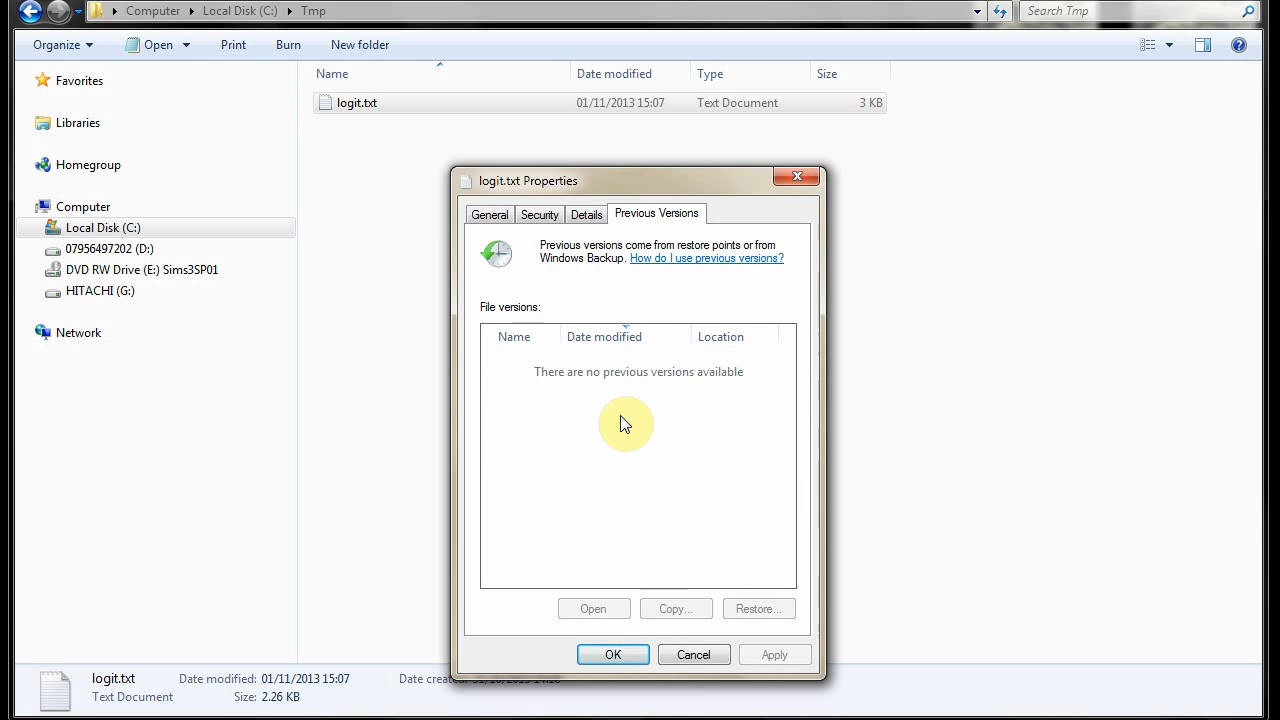 Computer Local Disk (C:) Tmp
Search Tmp
Organize Open Print Burn New folder
Favorites
Libraries
Homegroup
Computer
Local Disk (C:)
07956497202 (D:)
DVD RW Drive (E:) Sims3SP01
HITACHI (G:)
Network
Name Date modified Type Size
logit.txt 01/11/2013 15:07 Text Document 3 KB
logit.txt Properties
General Security Details Previous Versions
Previous versions come from restore points or from
Windows Backup. How do I use previous versions?
File versions:
Name Date modified Location
There are no previous versions available
Open Copy... Restore...
OK Cancel Apply
logit.txt Date modified: 01/11/2013 15:07 Date created:
Text Document Size: 2.26 KB